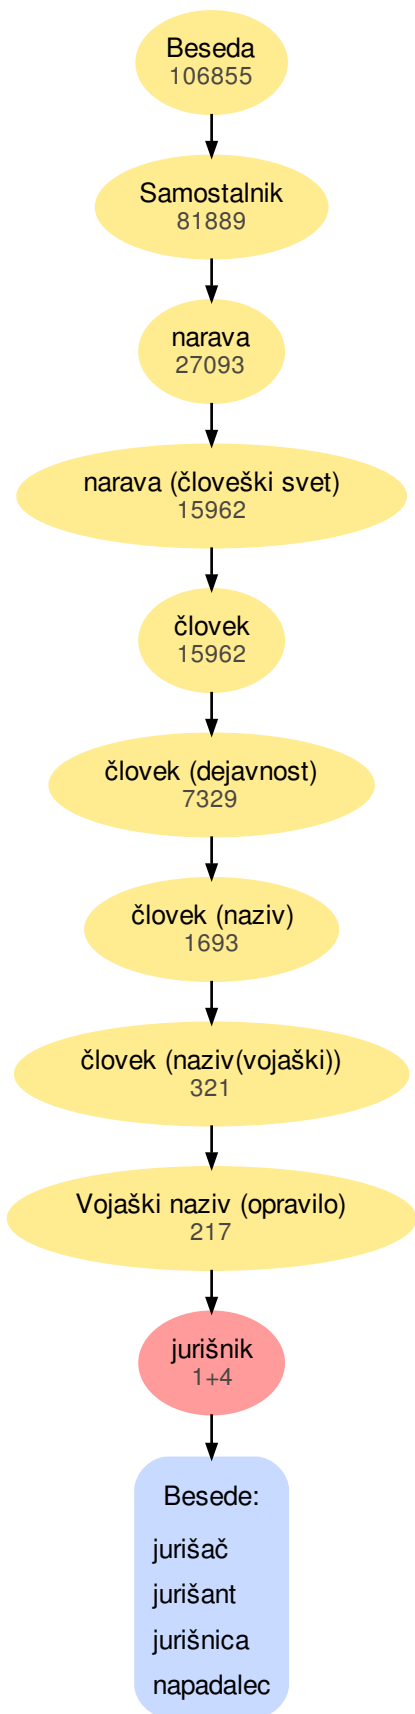 Beseda
106855
Samostalnik
81889
narava
27093
narava (človeški svet)
15962
človek
15962
človek (dejavnost)
7329
človek (naziv)
1693
človek (naziv(vojaški))
321
Vojaški naziv (opravilo)
217
jurišnik
1+4
Besede:
jurišač
jurišant
jurišnica
napadalec